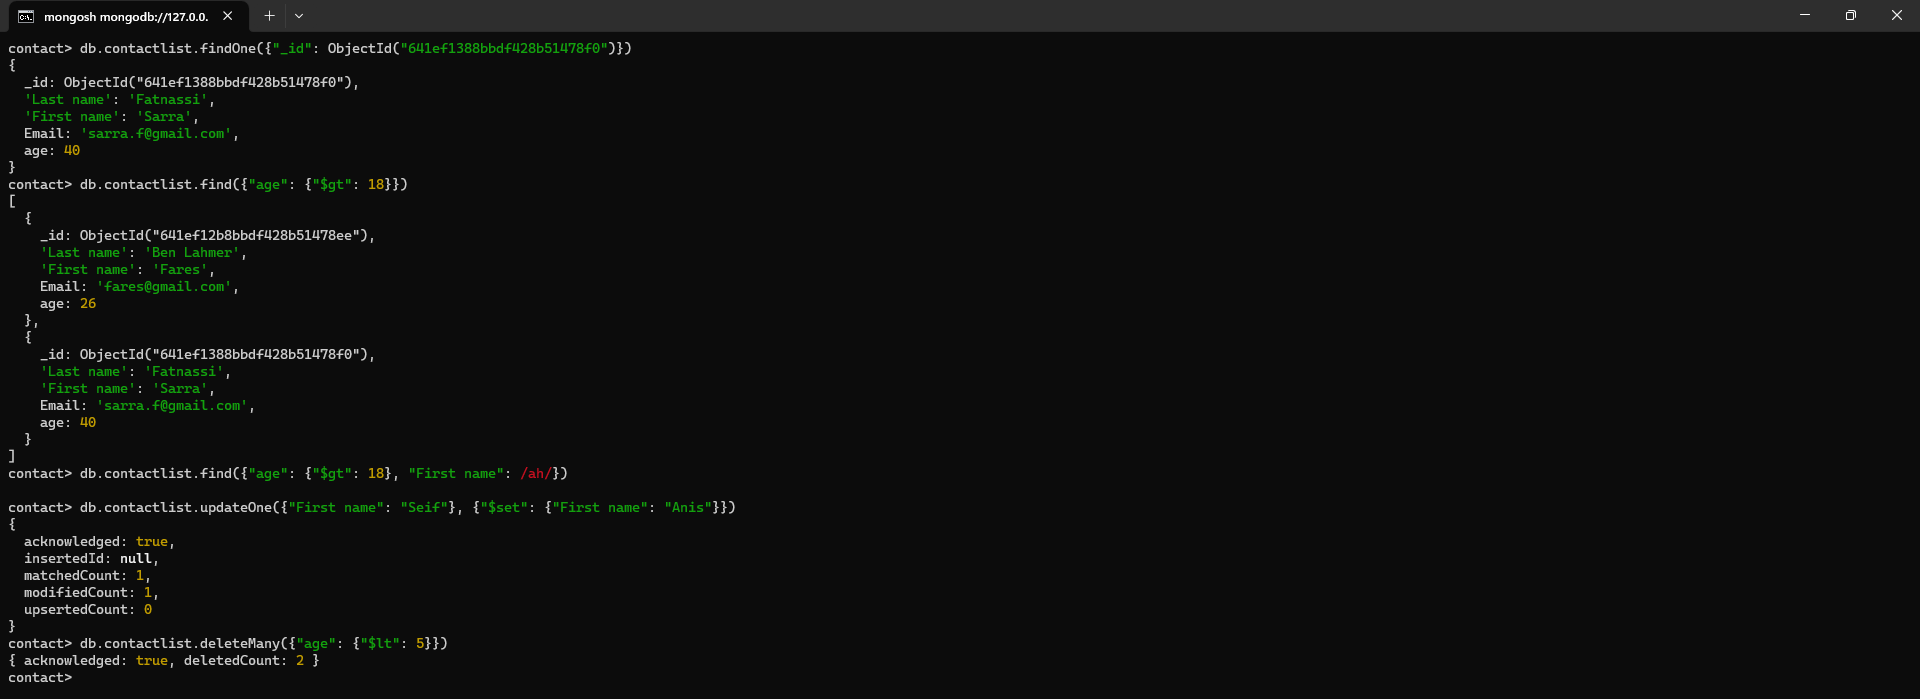 mongosh mongodb://127.0.0.
contact> db.contactlist.findOne({"_id": ObjectId("641ef1388bbdf428b51478f0")})
{
  _id: ObjectId("641ef1388bbdf428b51478f0"),
  'Last name': 'Fatnassi',
  'First name': 'Sarra',
  Email: 'sarra.f@gmail.com',
  age: 40
}
contact> db.contactlist.find({"age": {"$gt": 18}})
[
  {
    _id: ObjectId("641ef12b8bbdf428b51478ee"),
    'Last name': 'Ben Lahmer',
    'First name': 'Fares',
    Email: 'fares@gmail.com',
    age: 26
  },
  {
    _id: ObjectId("641ef1388bbdf428b51478f0"),
    'Last name': 'Fatnassi',
    'First name': 'Sarra',
    Email: 'sarra.f@gmail.com',
    age: 40
  }
]
contact> db.contactlist.find({"age": {"$gt": 18}, "First name": /ah/})

contact> db.contactlist.updateOne({"First name": "Seif"}, {"$set": {"First name": "Anis"}})
{
  acknowledged: true,
  insertedId: null,
  matchedCount: 1,
  modifiedCount: 1,
  upsertedCount: 0
}
contact> db.contactlist.deleteMany({"age": {"$lt": 5}})
{ acknowledged: true, deletedCount: 2 }
contact>